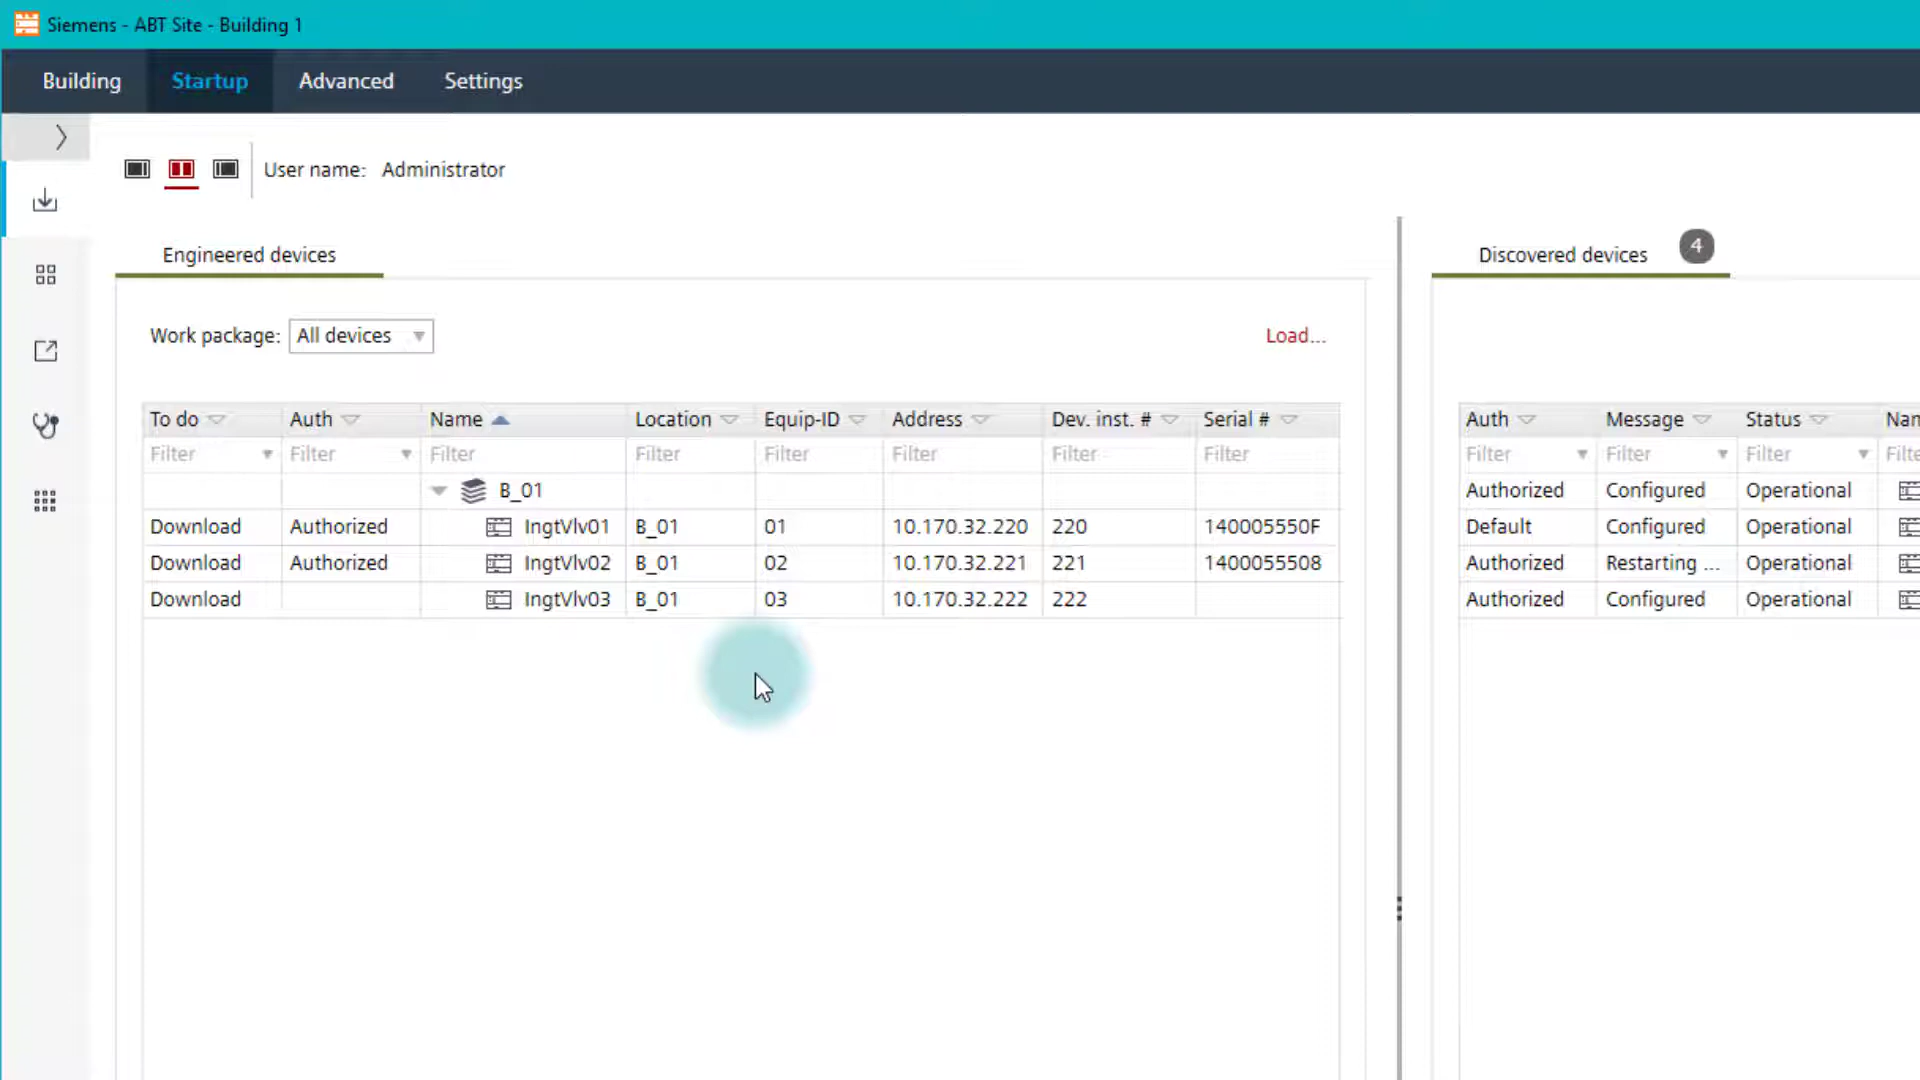 Siemens - ABT Site - Building 1
Building Startup Advanced Settings
User name: Administrator
Engineered devices
Discovered devices 4
Work package: All devices
Load...
To do Auth Name Location Equip-ID Address Dev. inst. # Serial #
Filter Filter Filter Filter Filter Filter Filter Filter
B_01
Download Authorized IngtVlv01 B_01 01 10.170.32.220 220 140005550F
Download Authorized IngtVlv02 B_01 02 10.170.32.221 221 1400055508
Download IngtVlv03 B_01 03 10.170.32.222 222
Auth Message Status Nan
Filter Filter Filter Filte
Authorized Configured Operational
Default Configured Operational
Authorized Restarting ... Operational
Authorized Configured Operational